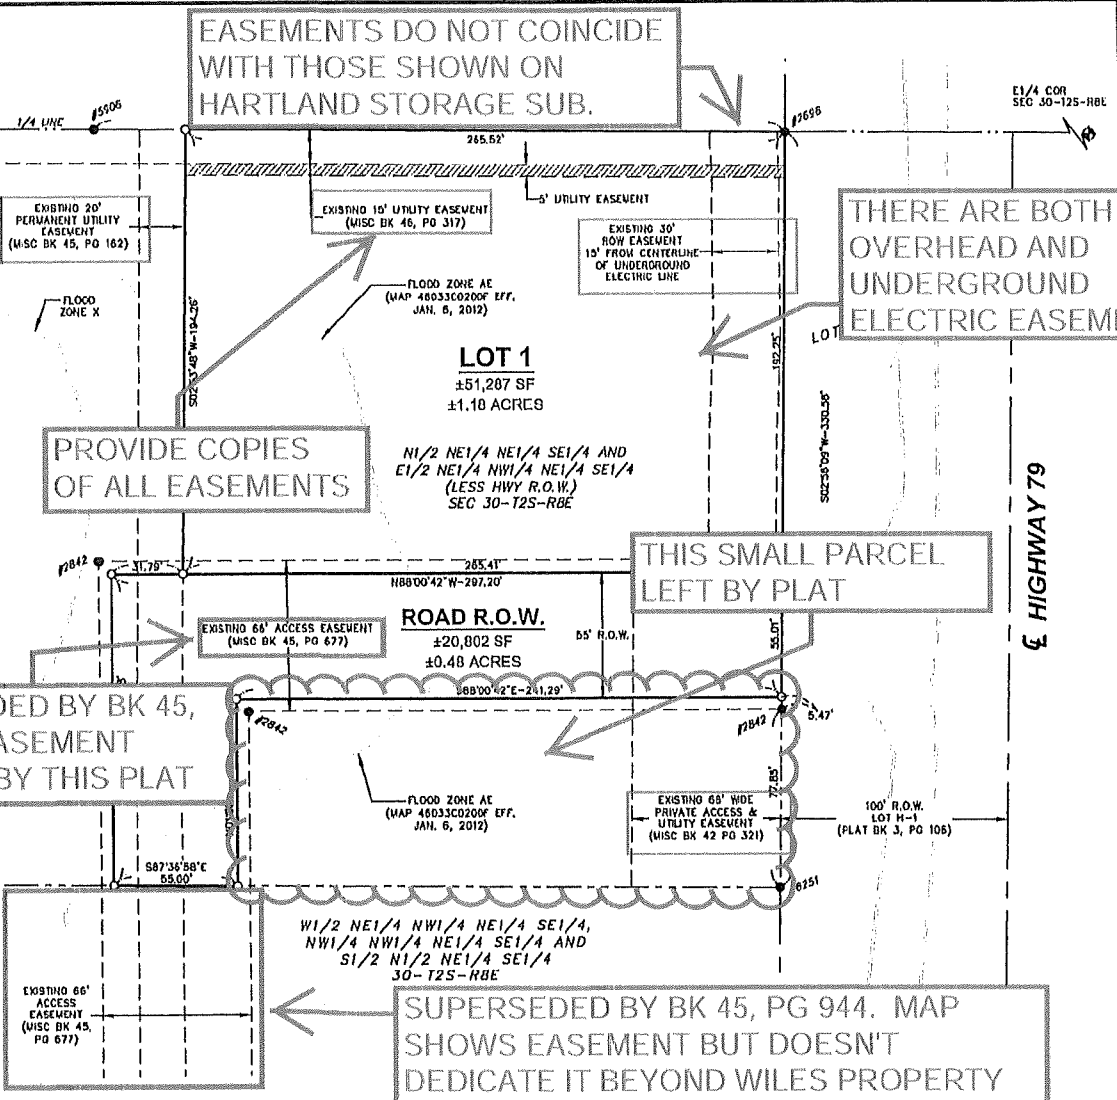 EASEMENTS DO NOT COINCIDE
WITH THOSE SHOWN ON
HARTLAND STORAGE SUB.
E1/4 COR
SEC 30-12S-R8E
#5906
#2696
1/4 LINE
265.52'
5' UTILITY EASEMENT
EXISTING 20'
PERMANENT UTILITY
EASEMENT
(MISC BK 45, PG 162)
EXISTING 15' UTILITY EASEMENT
(MISC BK 46, PG 317)
EXISTING 30'
ROW EASEMENT
15' FROM CENTERLINE
OF UNDERGROUND
ELECTRIC LINE
THERE ARE BOTH
OVERHEAD AND
UNDERGROUND
ELECTRIC EASEM
FLOOD
ZONE X
FLOOD ZONE AE
(MAP 46033C0200F EFF.
JAN. 6, 2012)
LOT
192.25'
LOT 1
±51,287 SF
±1.18 ACRES
S02°55'09"W-330.56'
PROVIDE COPIES
OF ALL EASEMENTS
N1/2 NE1/4 NE1/4 SE1/4 AND
E1/2 NE1/4 NW1/4 NE1/4 SE1/4
(LESS HWY R.O.W.)
SEC 30-T2S-R8E
℄ HIGHWAY 79
#2842
31.79'
265.41'
N88°00'42"W-297.20'
THIS SMALL PARCEL
LEFT BY PLAT
ROAD R.O.W.
±20,802 SF
±0.48 ACRES
EXISTING 66' ACCESS EASEMENT
(MISC BK 45, PG 677)
55' R.O.W.
55.01'
S88°00'42"E-241.29'
DED BY BK 45,
ASEMENT
BY THIS PLAT
#2842
#2842
5.47'
77.85'
FLOOD ZONE AE
(MAP 46033C0200F EFF.
JAN. 6, 2012)
EXISTING 66' WIDE
PRIVATE ACCESS &
UTILITY EASEMENT
(MISC BK 42 PG 321)
100' R.O.W.
LOT H-1
(PLAT BK 3, PG 106)
S87°36'58"E
55.00'
6251
W1/2 NE1/4 NW1/4 NE1/4 SE1/4,
NW1/4 NW1/4 NE1/4 SE1/4 AND
S1/2 N1/2 NE1/4 SE1/4
30-T2S-R8E
EXISTING 66'
ACCESS
EASEMENT
(MISC BK 45,
PG 677)
SUPERSEDED BY BK 45, PG 944. MAP
SHOWS EASEMENT BUT DOESN'T
DEDICATE IT BEYOND WILES PROPERTY